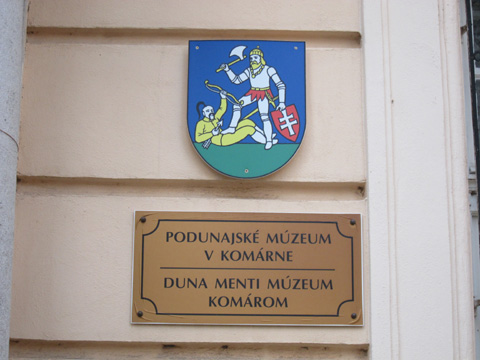 PODUNAJSKÉ MÚZEUM
V KOMÁRNE
DUNA MENTI MÚZEUM
KOMÁROM